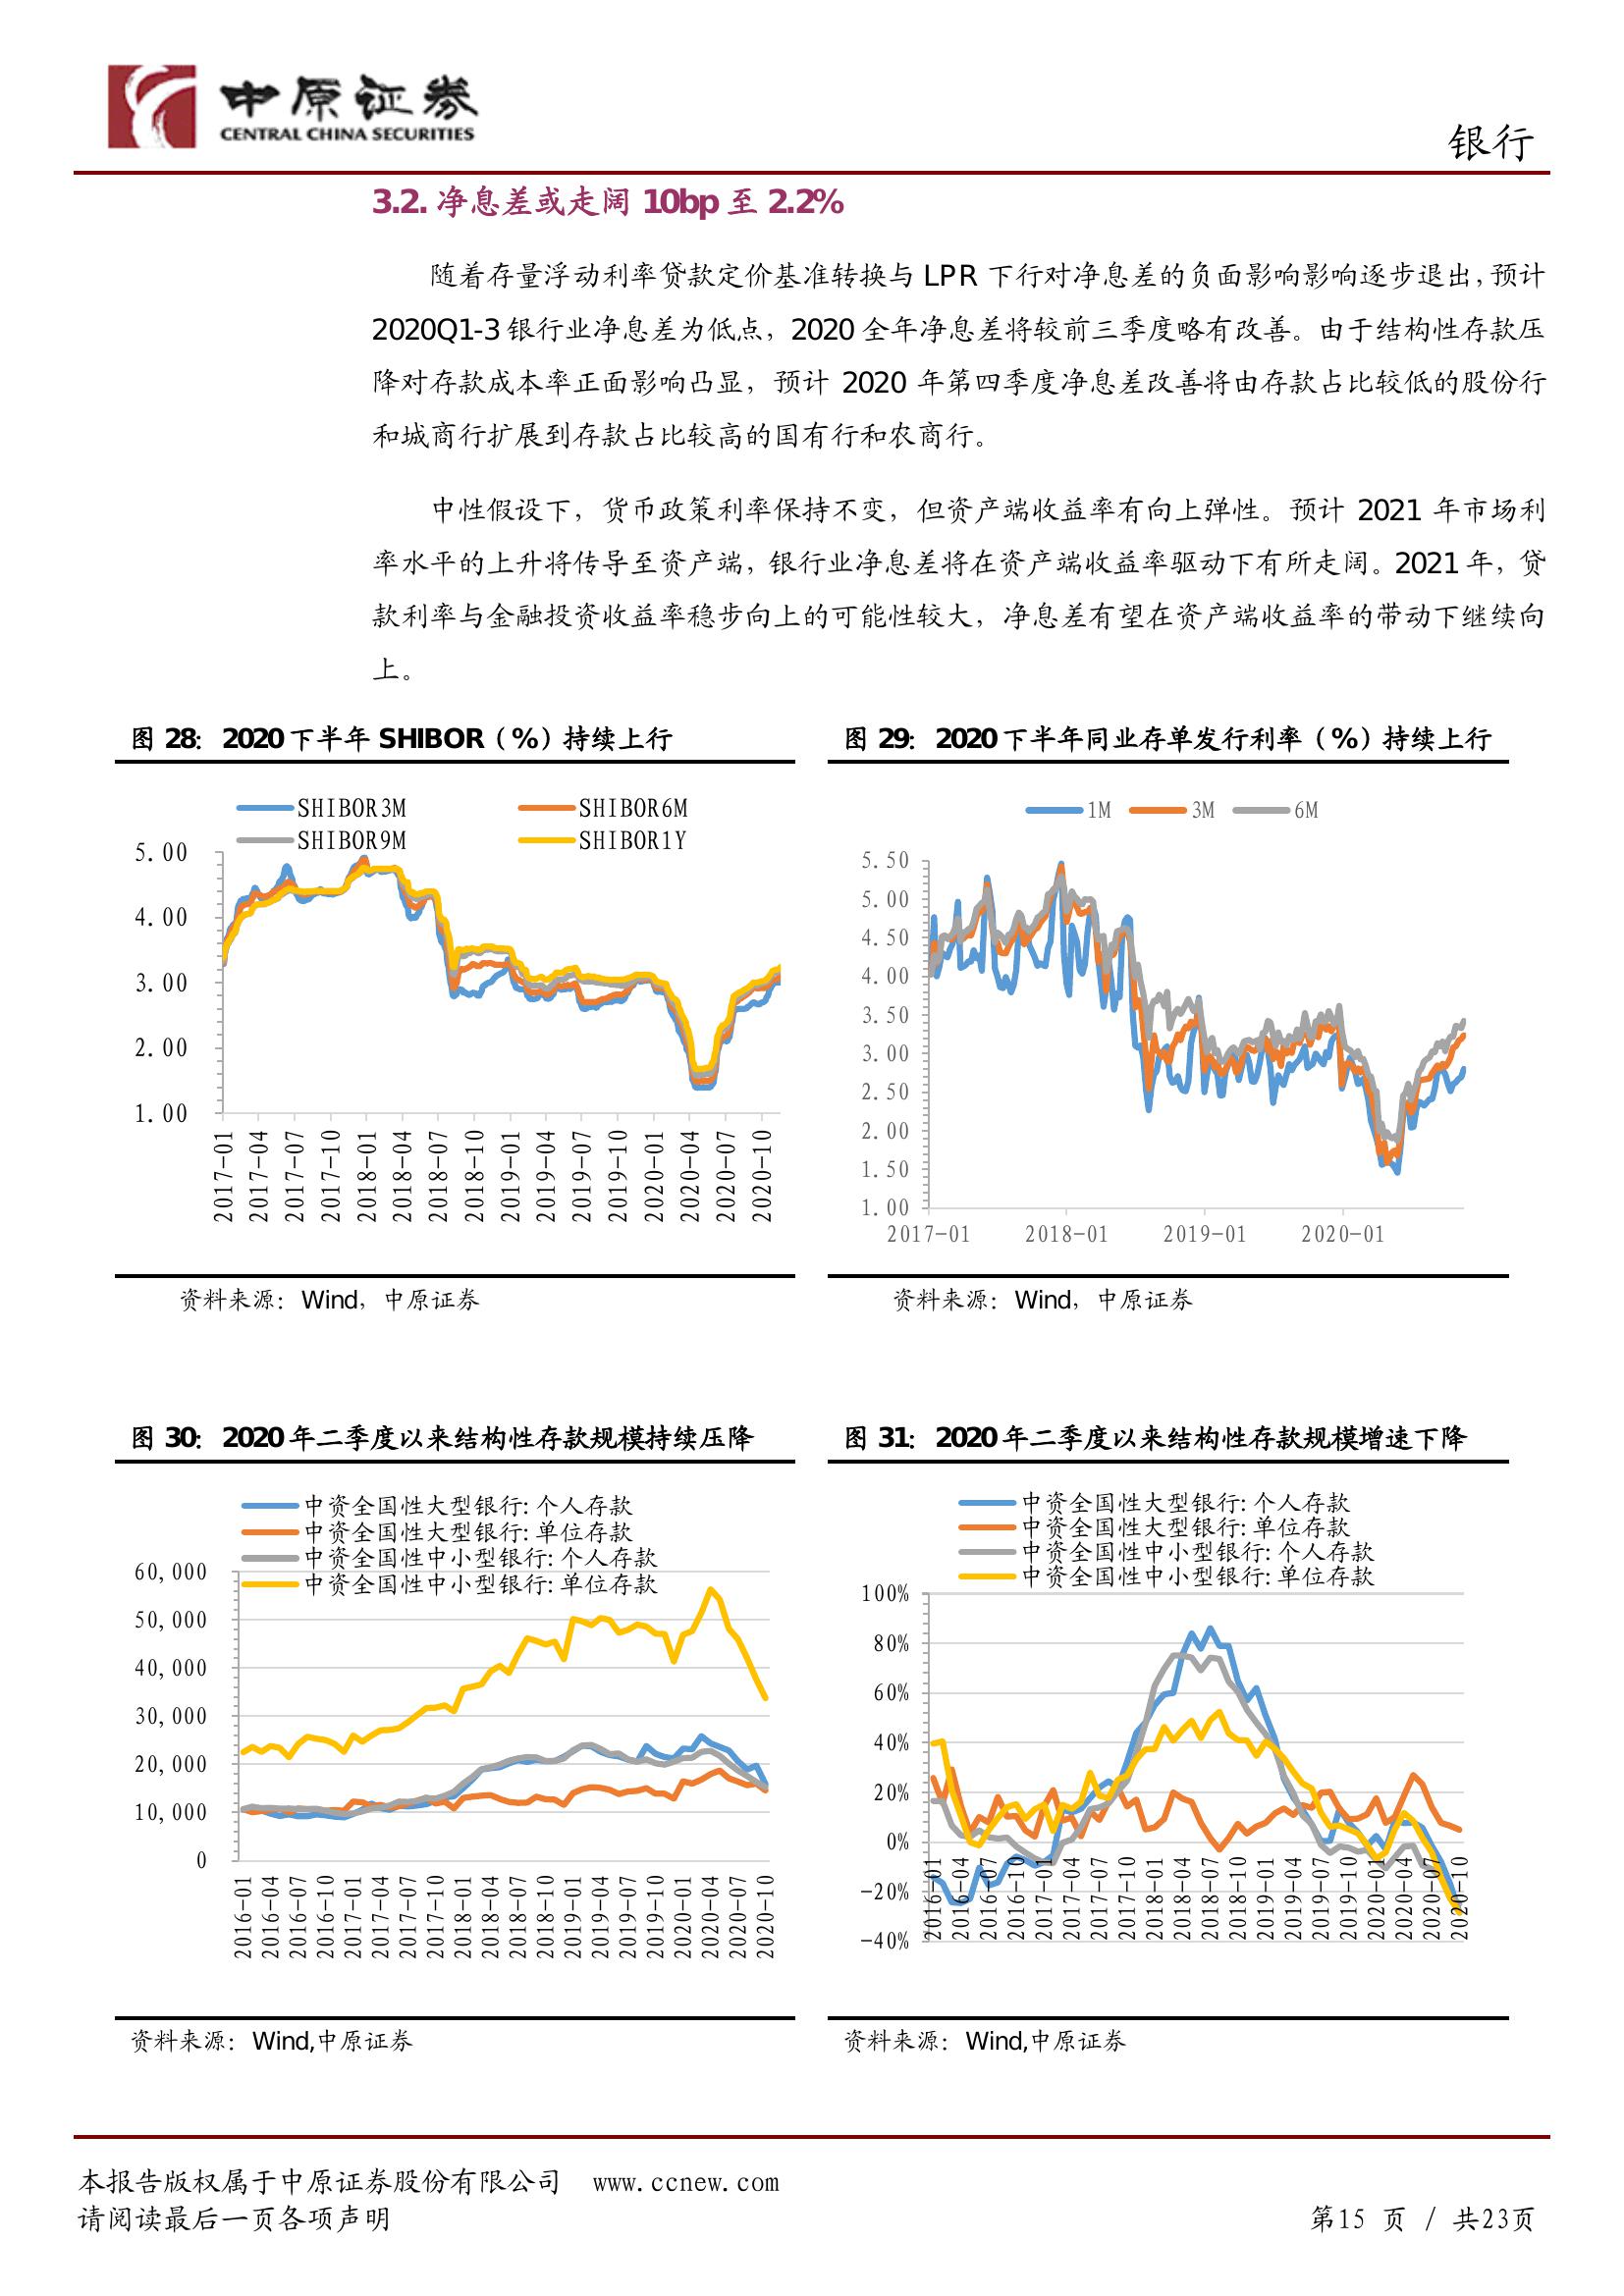 中原证券
CENTRAL CHINA SECURITIES
银行
3.2. 净息差或走阔 10bp 至 2.2%
随着存量浮动利率贷款定价基准转换与 LPR 下行对净息差的负面影响影响逐步退出，预计
2020Q1-3 银行业净息差为低点，2020 全年净息差将较前三季度略有改善。由于结构性存款压
降对存款成本率正面影响凸显，预计 2020 年第四季度净息差改善将由存款占比较低的股份行
和城商行扩展到存款占比较高的国有行和农商行。
中性假设下，货币政策利率保持不变，但资产端收益率有向上弹性。预计 2021 年市场利
率水平的上升将传导至资产端，银行业净息差将在资产端收益率驱动下有所走阔。2021 年，贷
款利率与金融投资收益率稳步向上的可能性较大，净息差有望在资产端收益率的带动下继续向
上。
图 28： 2020 下半年 SHIBOR（%）持续上行
SHIBOR3M SHIBOR6M
SHIBOR9M SHIBOR1Y
5.00
4.00
3.00
2.00
1.00
2017-01 2017-04 2017-07 2017-10 2018-01 2018-04 2018-07 2018-10 2019-01 2019-04 2019-07 2019-10 2020-01 2020-04 2020-07 2020-10
资料来源：Wind，中原证券
图 29： 2020 下半年同业存单发行利率（%）持续上行
1M 3M 6M
5.50
5.00
4.50
4.00
3.50
3.00
2.50
2.00
1.50
1.00
2017-01 2018-01 2019-01 2020-01
资料来源：Wind，中原证券
图 30： 2020 年二季度以来结构性存款规模持续压降
中资全国性大型银行:个人存款
中资全国性大型银行:单位存款
中资全国性中小型银行:个人存款
中资全国性中小型银行:单位存款
60,000
50,000
40,000
30,000
20,000
10,000
0
2016-01 2016-04 2016-07 2016-10 2017-01 2017-04 2017-07 2017-10 2018-01 2018-04 2018-07 2018-10 2019-01 2019-04 2019-07 2019-10 2020-01 2020-04 2020-07 2020-10
资料来源：Wind,中原证券
图 31： 2020 年二季度以来结构性存款规模增速下降
中资全国性大型银行:个人存款
中资全国性大型银行:单位存款
中资全国性中小型银行:个人存款
中资全国性中小型银行:单位存款
100%
80%
60%
40%
20%
0%
-20%
-40%
2016-01 2016-04 2016-07 2016-10 2017-01 2017-04 2017-07 2017-10 2018-01 2018-04 2018-07 2018-10 2019-01 2019-04 2019-07 2019-10 2020-01 2020-04 2020-07 2020-10
资料来源：Wind,中原证券
本报告版权属于中原证券股份有限公司 www.ccnew.com
请阅读最后一页各项声明
第15 页 / 共23页